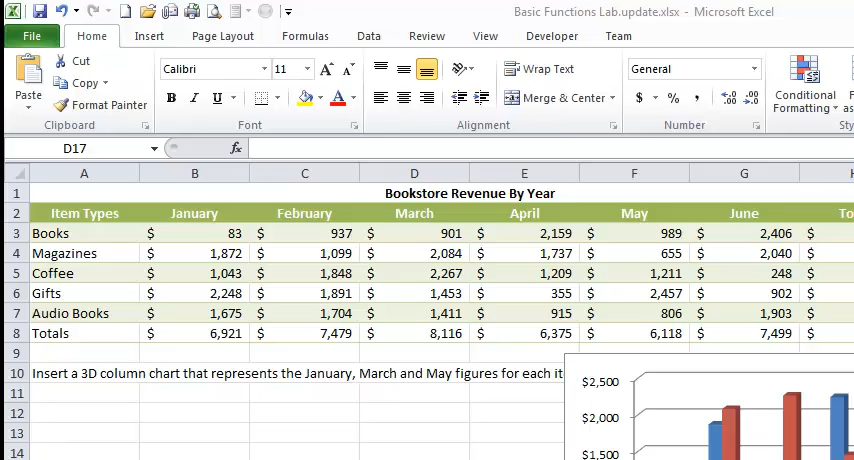 Basic Functions Lab.update.xlsx - Microsoft Excel
File Home Insert Page Layout Formulas Data Review View Developer Team
Paste Cut Copy Format Painter
Calibri 11 A A B I U A
Wrap Text Merge & Center
General $ % , .0 .00 .00 .0
Conditional Formatting
Clipboard Font Alignment Number
D17 fx
A B C D E F G
1 Bookstore Revenue By Year
2 Item Types January February March April May June
3 Books $ 83 $ 937 $ 901 $ 2,159 $ 989 $ 2,406 $
4 Magazines $ 1,872 $ 1,099 $ 2,084 $ 1,737 $ 655 $ 2,040 $
5 Coffee $ 1,043 $ 1,848 $ 2,267 $ 1,209 $ 1,211 $ 248 $
6 Gifts $ 2,248 $ 1,891 $ 1,453 $ 355 $ 2,457 $ 902 $
7 Audio Books $ 1,675 $ 1,704 $ 1,411 $ 915 $ 806 $ 1,903 $
8 Totals $ 6,921 $ 7,479 $ 8,116 $ 6,375 $ 6,118 $ 7,499 $
9
10 Insert a 3D column chart that represents the January, March and May figures for each it
11
12
13
14
$2,500
$2,000
$1,500